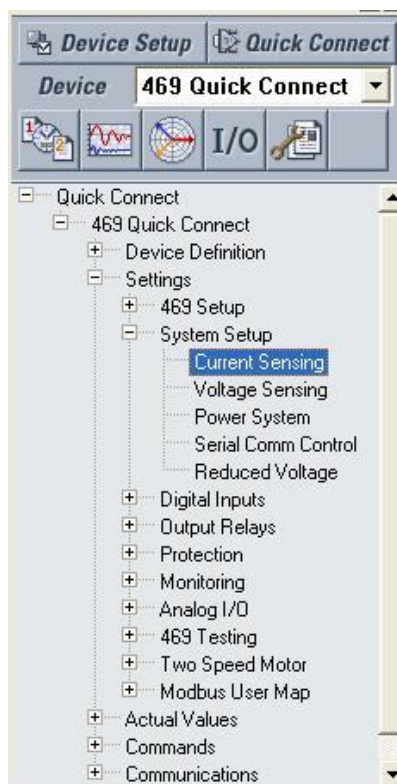 Device Setup Quick Connect
Device 469 Quick Connect
1 2 I/O
Quick Connect
469 Quick Connect
Device Definition
Settings
469 Setup
System Setup
Current Sensing
Voltage Sensing
Power System
Serial Comm Control
Reduced Voltage
Digital Inputs
Output Relays
Protection
Monitoring
Analog I/O
469 Testing
Two Speed Motor
Modbus User Map
Actual Values
Commands
Communications